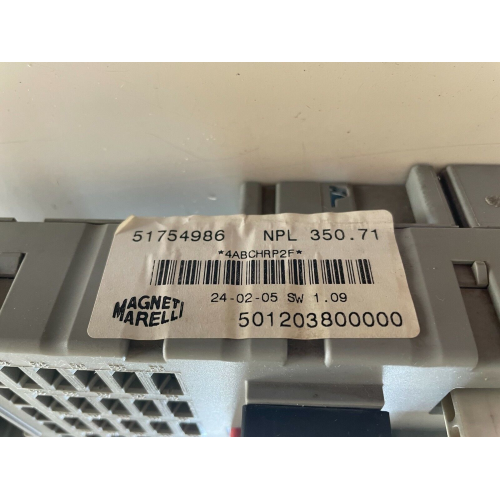 51754986 NPL 350.71
*4ABCHRP2F*
24-02-05 SW 1.09
MAGNETI
MARELLI
501203800000